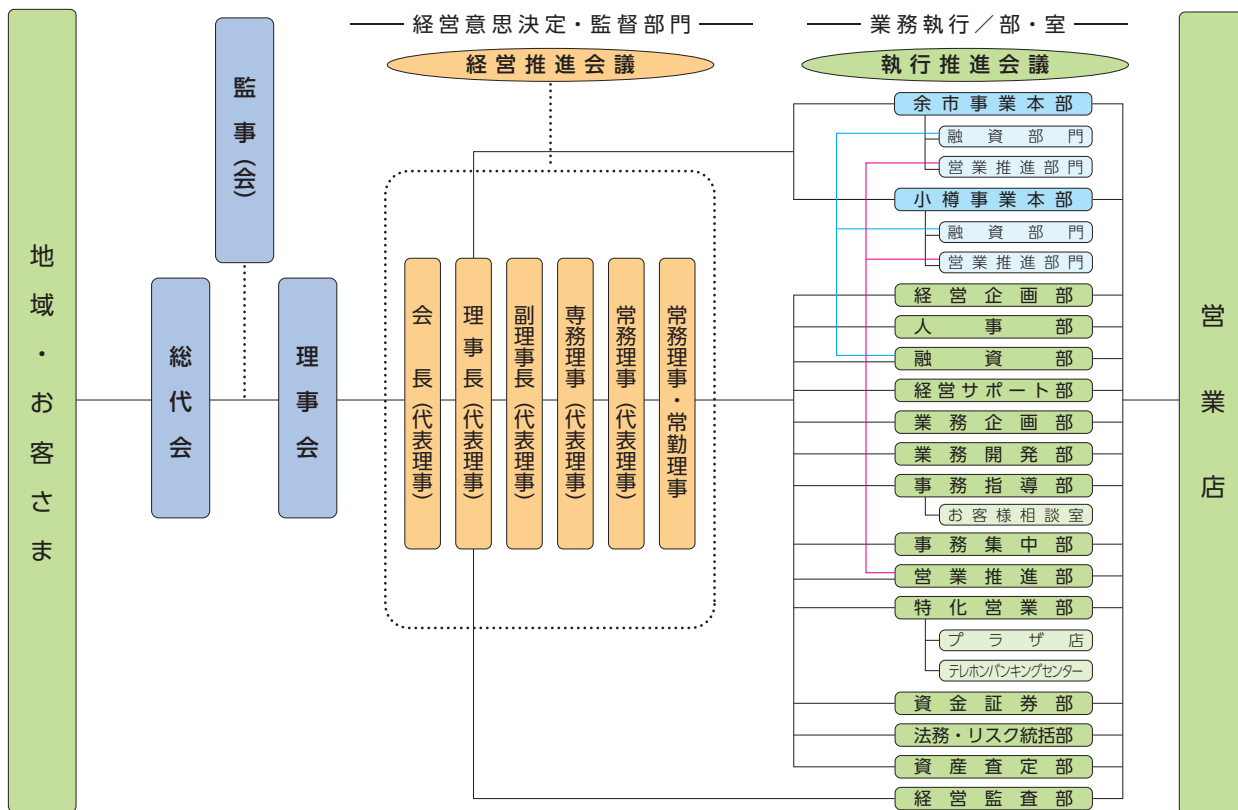 経営意思決定・監督部門
業務執行／部・室
経営推進会議
執行推進会議
地域・お客さま
監事(会)
総代会
理事会
会長(代表理事)
理事長(代表理事)
副理事長(代表理事)
専務理事(代表理事)
常務理事(代表理事)
常務理事・常勤理事
余市事業本部
融資部門
営業推進部門
小樽事業本部
融資部門
営業推進部門
経営企画部
人事部
融資部
経営サポート部
業務企画部
業務開発部
事務指導部
お客様相談室
事務集中部
営業推進部
特化営業部
プラザ店
テレホンバンキングセンター
資金証券部
法務・リスク統括部
資産査定部
経営監査部
営業店